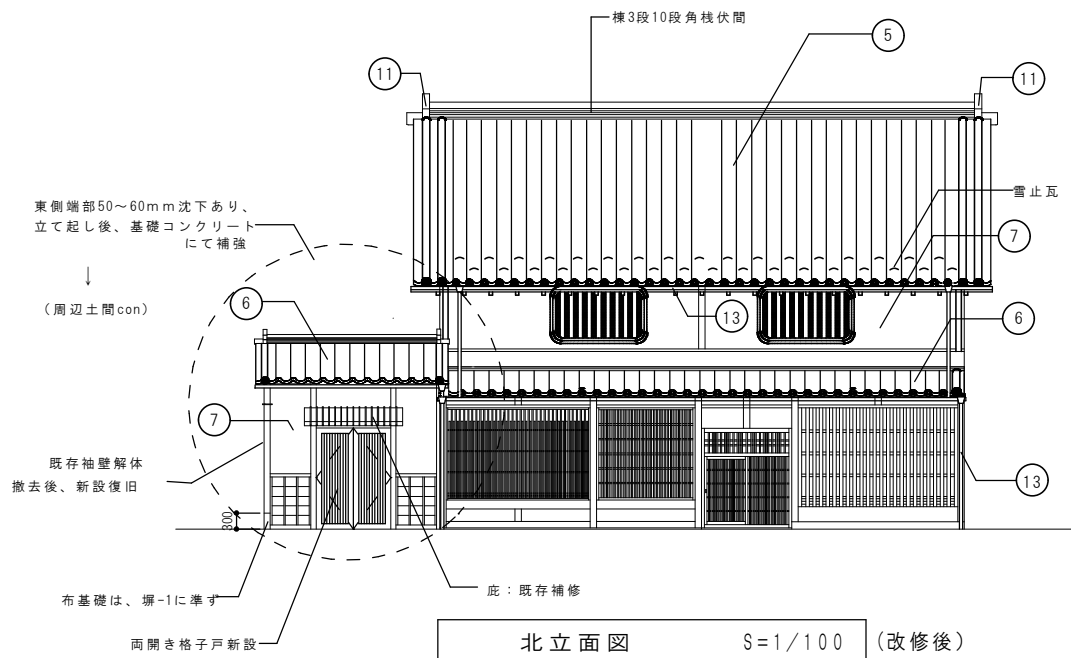 棟3段10段角桟伏間
5
11
11
東側端部50～60mm沈下あり、
立て起し後、基礎コンクリート
にて補強
雪止瓦
7
↓
(周辺土間con)
6
13
6
7
既存袖壁解体
撤去後、新設復旧
13
300
布基礎は、塀-1に準ず
庇：既存補修
両開き格子戸新設
北立面図 S=1/100 (改修後)